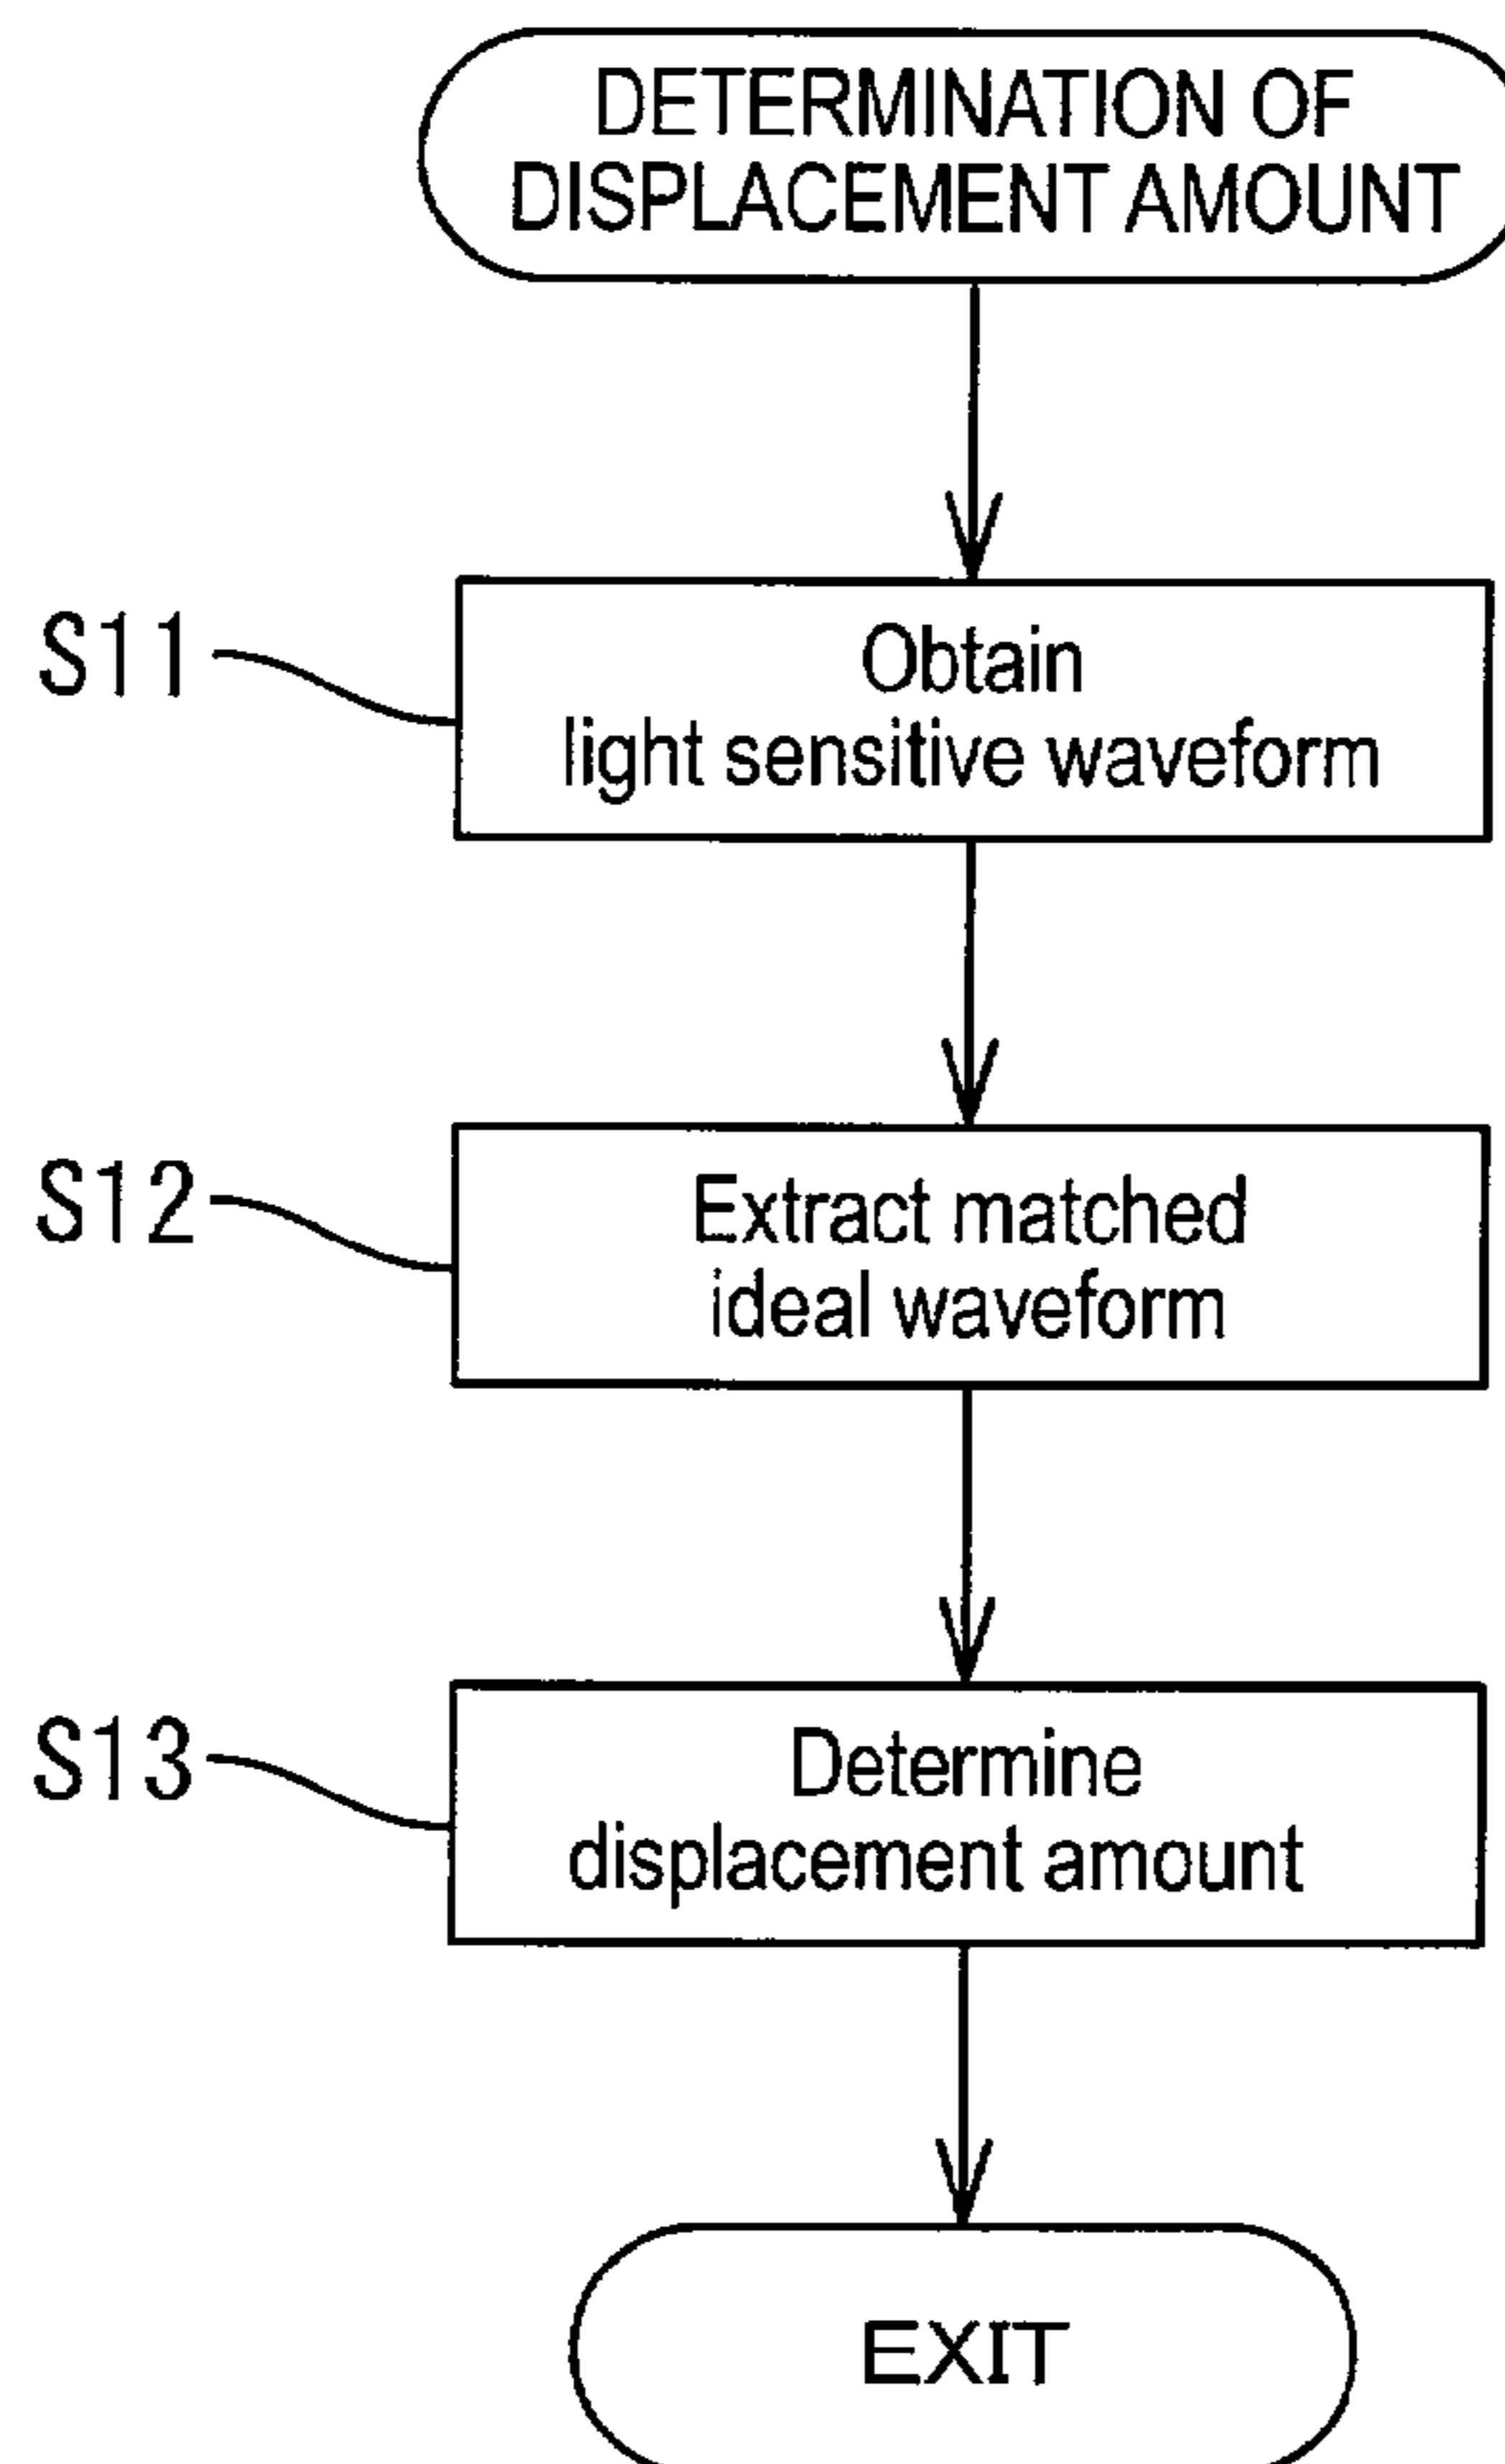 DETERMINATION OF
DISPLACEMENT AMOUNT
S11
Obtain
light sensitive waveform
S12
Extract matched
ideal waveform
S13
Determine
displacement amount
EXIT